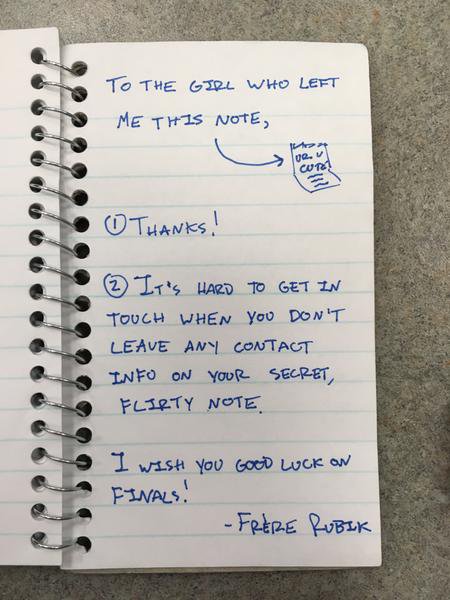 TO THE GIRL WHO LEFT
ME THIS NOTE,
UR U
CUTE
① THANKS!
② IT'S HARD TO GET IN
TOUCH WHEN YOU DON'T
LEAVE ANY CONTACT
INFO ON YOUR SECRET,
FLIRTY NOTE.
I WISH YOU GOOD LUCK ON
FINALS!
-FRÈRE RUBIK